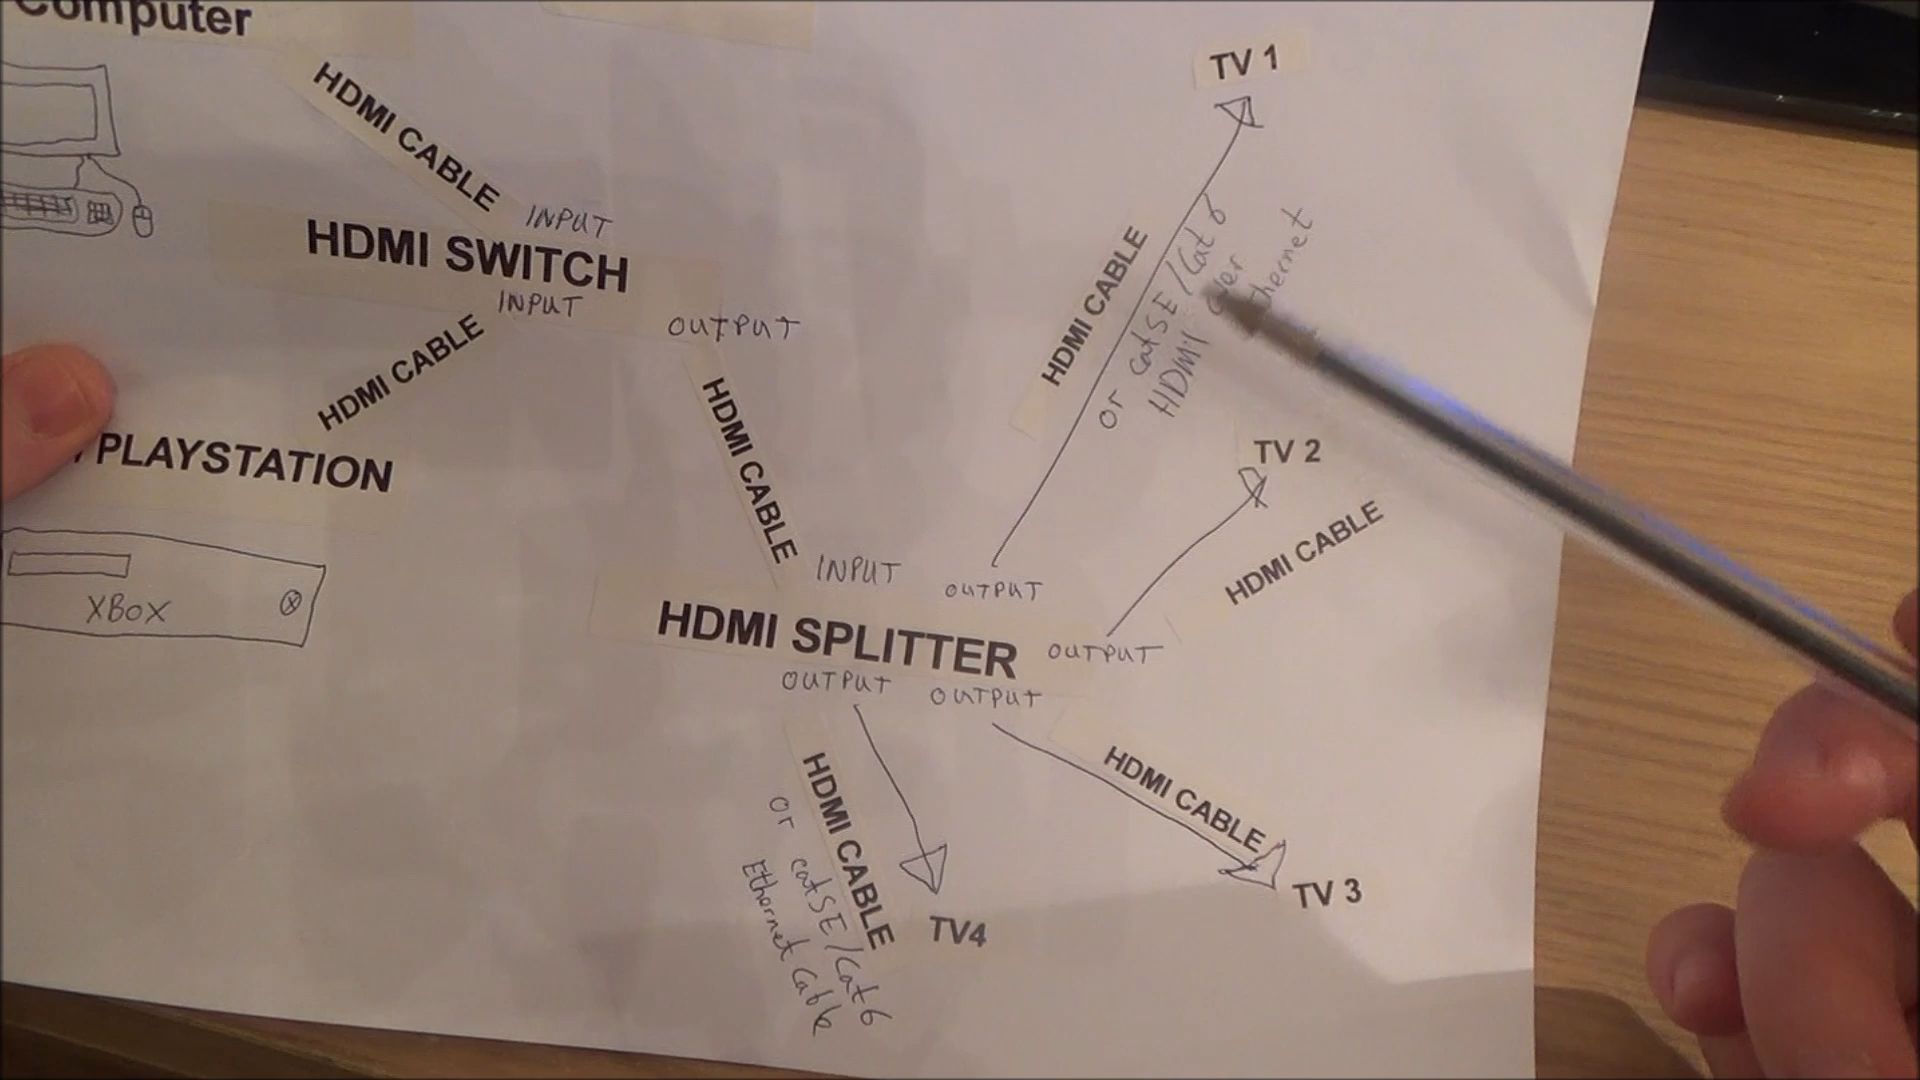 Computer
HDMI CABLE
INPUT
HDMI SWITCH
INPUT
OUTPUT
HDMI CABLE
PLAYSTATION
XBOX
HDMI CABLE
INPUT
HDMI SPLITTER
OUTPUT
OUTPUT
OUTPUT
OUTPUT
TV 1
HDMI CABLE
or Cat5E/Cat 6
HDMI over
TV 2
HDMI CABLE
HDMI CABLE
TV 3
HDMI CABLE
or cat5E/Cat6
Ethernet Cable
TV4